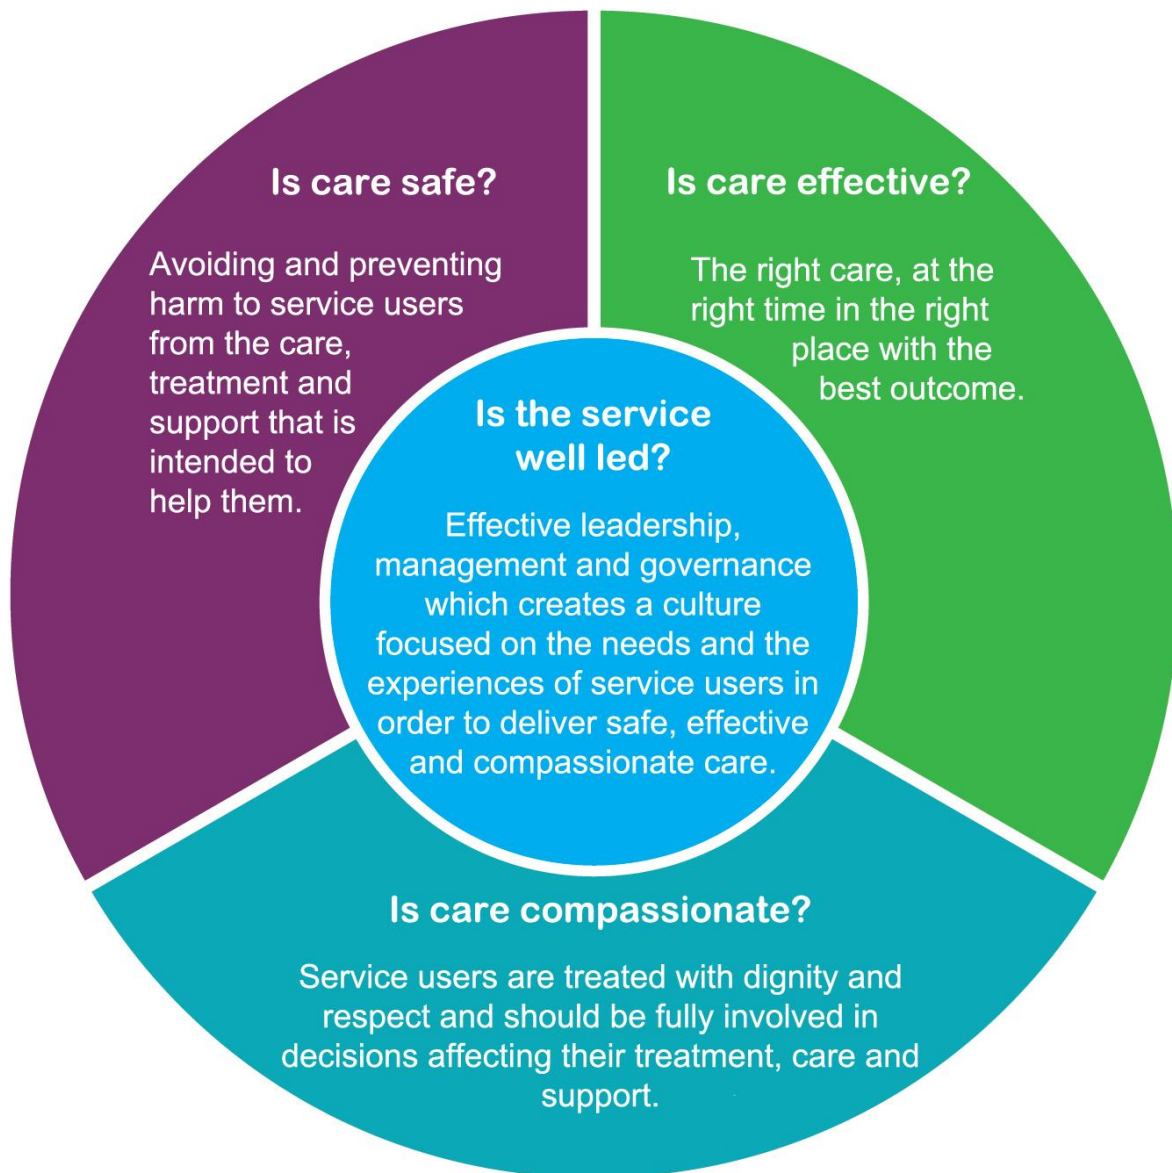 Is care safe?
Avoiding and preventing
harm to service users
from the care,
treatment and
support that is
intended to
help them.
Is care effective?
The right care, at the
right time in the right
place with the
best outcome.
Is the service
well led?
Effective leadership,
management and governance
which creates a culture
focused on the needs and the
experiences of service users in
order to deliver safe, effective
and compassionate care.
Is care compassionate?
Service users are treated with dignity and
respect and should be fully involved in
decisions affecting their treatment, care and
support.